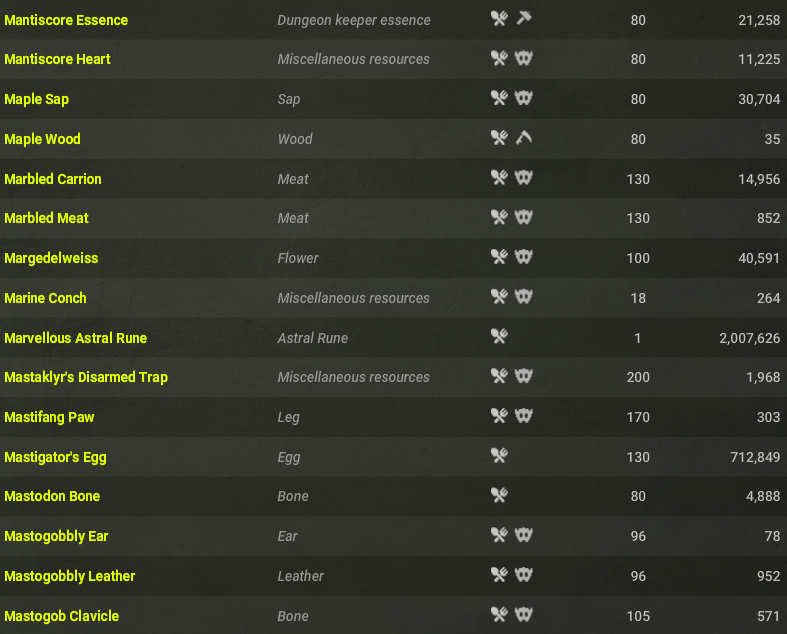 Mantiscore Essence Dungeon keeper essence 80 21,258
Mantiscore Heart Miscellaneous resources 80 11,225
Maple Sap Sap 80 30,704
Maple Wood Wood 80 35
Marbled Carrion Meat 130 14,956
Marbled Meat Meat 130 852
Margedelweiss Flower 100 40,591
Marine Conch Miscellaneous resources 18 264
Marvellous Astral Rune Astral Rune 1 2,007,626
Mastaklyr's Disarmed Trap Miscellaneous resources 200 1,968
Mastifang Paw Leg 170 303
Mastigator's Egg Egg 130 712,849
Mastodon Bone Bone 80 4,888
Mastogobbly Ear Ear 96 78
Mastogobbly Leather Leather 96 952
Mastogob Clavicle Bone 105 571